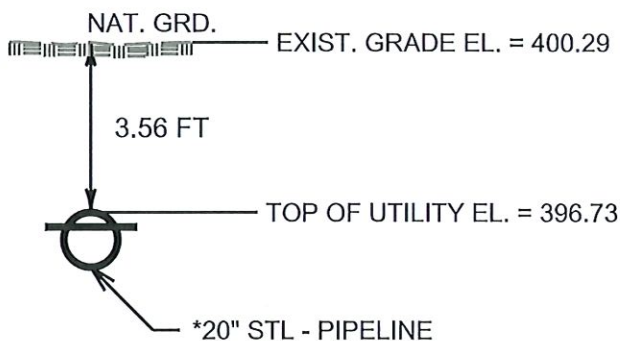 NAT. GRD.
EXIST. GRADE EL. = 400.29
3.56 FT
TOP OF UTILITY EL. = 396.73
*20" STL - PIPELINE